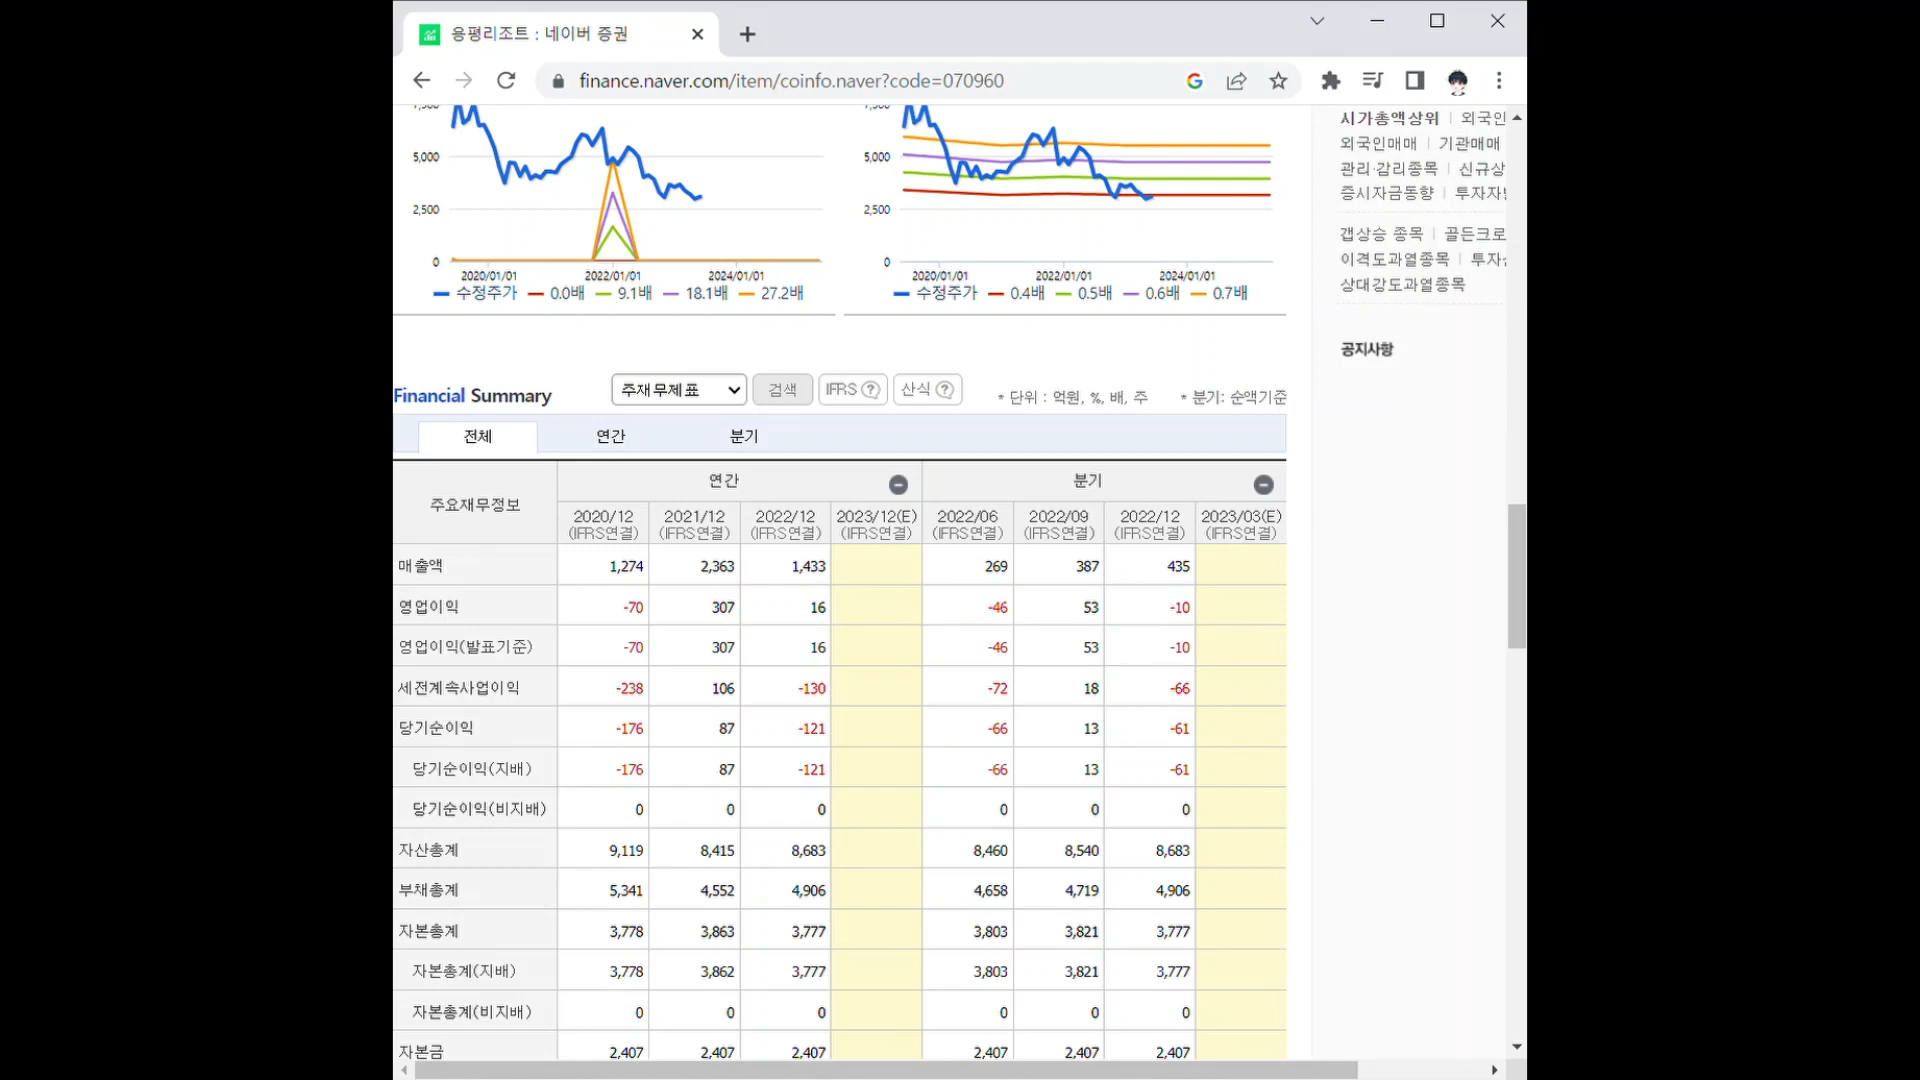 용평리조트 : 네이버 증권
finance.naver.com/item/coinfo.naver?code=070960
5,000
2,500
0
2020/01/01 2022/01/01 2024/01/01
수정주가 0.0배 9.1배 18.1배 27.2배
5,000
2,500
0
2020/01/01 2022/01/01 2024/01/01
수정주가 0.4배 0.5배 0.6배 0.7배
시가총액상위 외국인
외국인매매 기관매매
관리·감리종목 신규상
증시자금동향 투자자
갭상승 종목 골든크로
이격도과열종목 투자
상대강도과열종목
공지사항
Financial Summary 주재무제표 검색 IFRS ? 산식 ? * 단위 : 억원, %, 배, 주 * 분기: 순액기준
전체 연간 분기
주요재무정보 연간 분기
2020/12 2021/12 2022/12 2023/12(E) 2022/06 2022/09 2022/12 2023/03(E)
(IFRS연결) (IFRS연결) (IFRS연결) (IFRS연결) (IFRS연결) (IFRS연결) (IFRS연결) (IFRS연결)
매출액 1,274 2,363 1,433 269 387 435
영업이익 -70 307 16 -46 53 -10
영업이익(발표기준) -70 307 16 -46 53 -10
세전계속사업이익 -238 106 -130 -72 18 -66
당기순이익 -176 87 -121 -66 13 -61
당기순이익(지배) -176 87 -121 -66 13 -61
당기순이익(비지배) 0 0 0 0 0 0
자산총계 9,119 8,415 8,683 8,460 8,540 8,683
부채총계 5,341 4,552 4,906 4,658 4,719 4,906
자본총계 3,778 3,863 3,777 3,803 3,821 3,777
자본총계(지배) 3,778 3,862 3,777 3,803 3,821 3,777
자본총계(비지배) 0 0 0 0 0 0
자본금 2,407 2,407 2,407 2,407 2,407 2,407